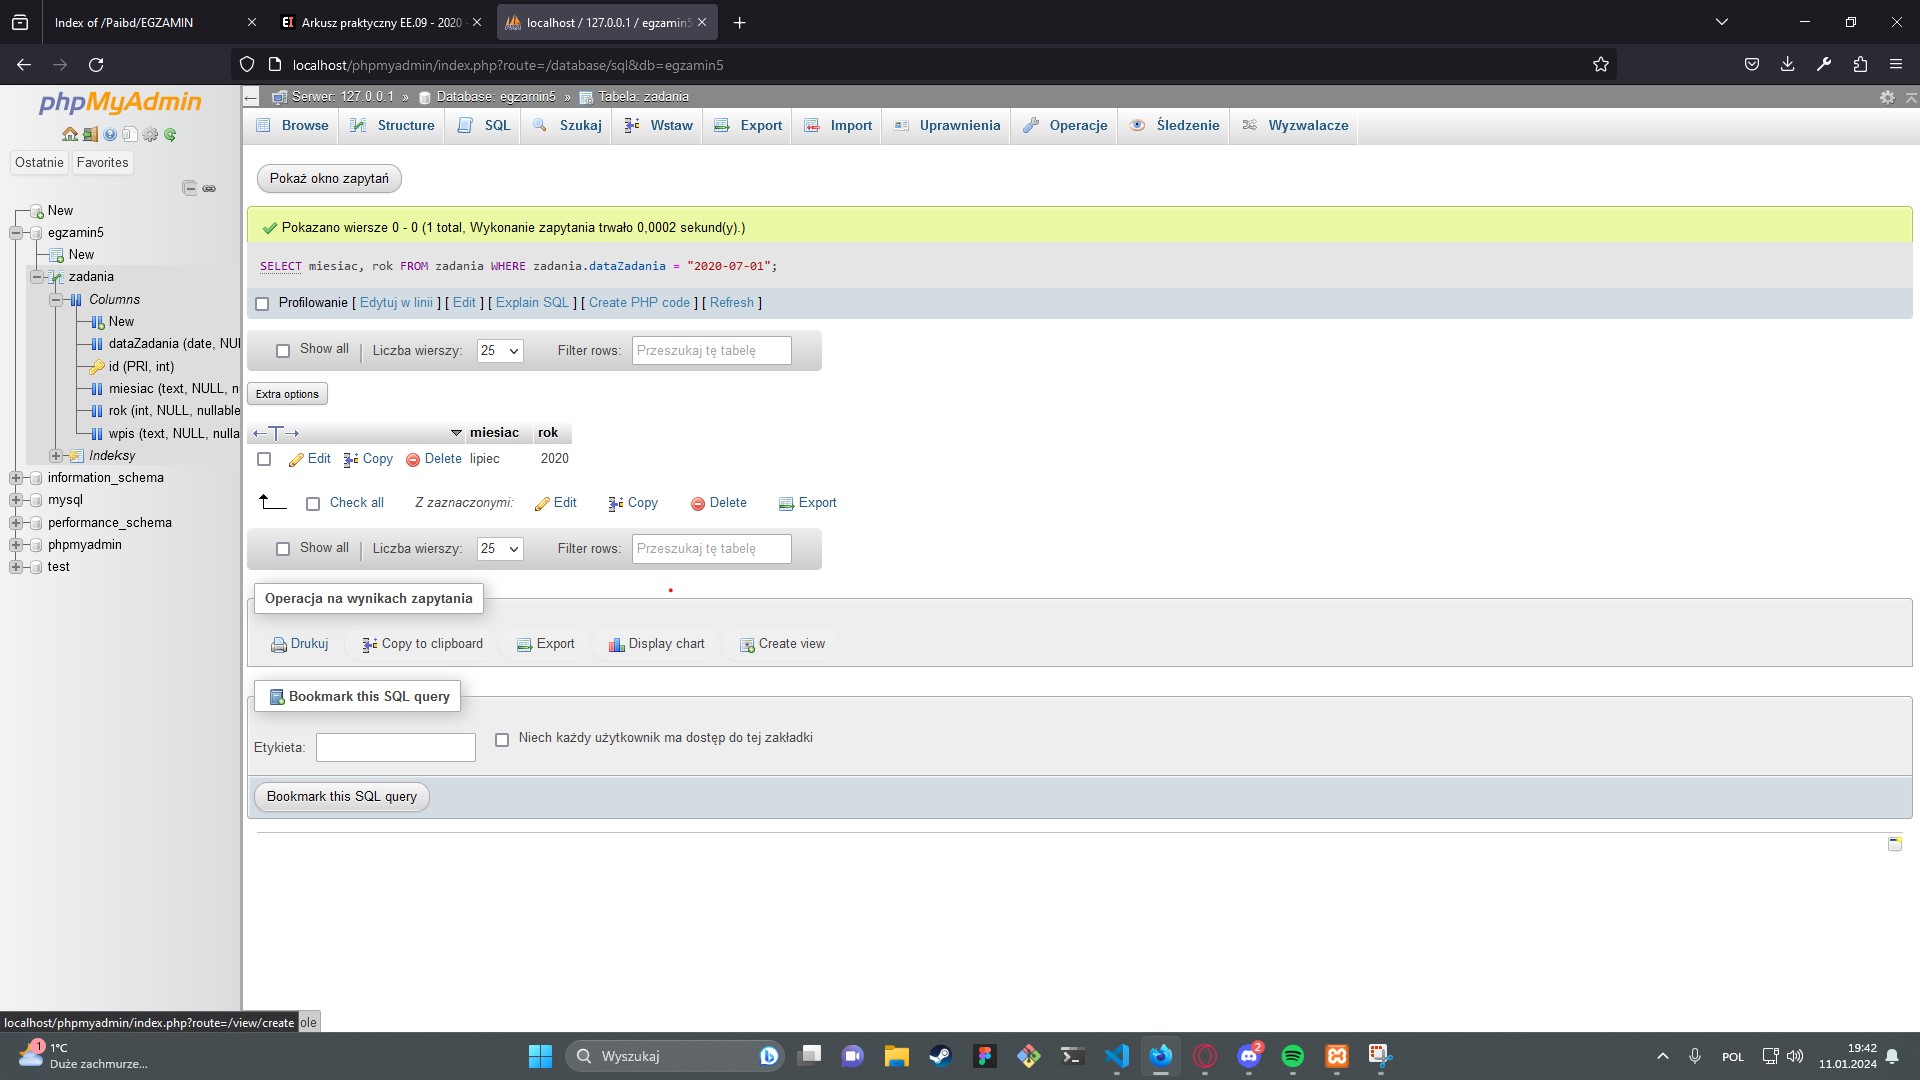 Index of /Paibd/EGZAMIN
EI Arkusz praktyczny EE.09 - 2020 -
localhost / 127.0.0.1 / egzamin5
localhost/phpmyadmin/index.php?route=/database/sql&db=egzamin5
phpMyAdmin
Ostatnie Favorites
New
egzamin5
New
zadania
Columns
New
dataZadania (date, NUI
id (PRI, int)
miesiac (text, NULL, n
rok (int, NULL, nullable
wpis (text, NULL, nulla
Indeksy
information_schema
mysql
performance_schema
phpmyadmin
test
Serwer: 127.0.0.1 » Database: egzamin5 » Tabela: zadania
Browse Structure SQL Szukaj Wstaw Export Import Uprawnienia Operacje Śledzenie Wyzwalacze
Pokaż okno zapytań
Pokazano wiersze 0 - 0 (1 total, Wykonanie zapytania trwało 0,0002 sekund(y).)
SELECT miesiac, rok FROM zadania WHERE zadania.dataZadania = "2020-07-01";
Profilowanie [ Edytuj w linii ] [ Edit ] [ Explain SQL ] [ Create PHP code ] [ Refresh ]
Show all Liczba wierszy: 25 Filter rows: Przeszukaj tę tabelę
Extra options
miesiac rok
Edit Copy Delete lipiec 2020
Check all Z zaznaczonymi: Edit Copy Delete Export
Show all Liczba wierszy: 25 Filter rows: Przeszukaj tę tabelę
Operacja na wynikach zapytania
Drukuj Copy to clipboard Export Display chart Create view
Bookmark this SQL query
Etykieta: Niech każdy użytkownik ma dostęp do tej zakładki
Bookmark this SQL query
localhost/phpmyadmin/index.php?route=/view/create ole
1
1°C
Duże zachmurze...
Wyszukaj
2
POL
19:42
11.01.2024